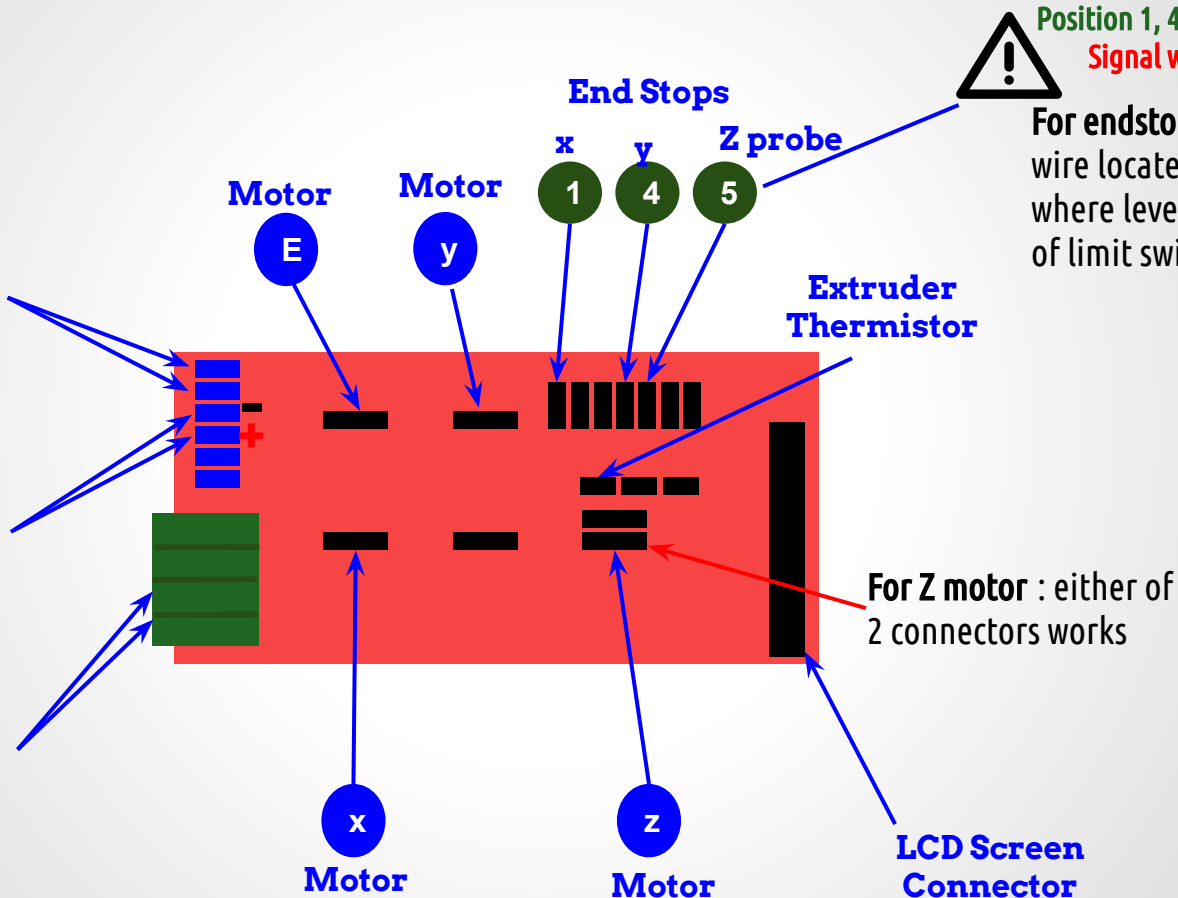 Position 1, 4
Signal w
For endsto
wire locate
where leve
of limit swi
End Stops
x
y
Z probe
1
4
5
Motor
E
Motor
y
Extruder
Thermistor
-
+
For Z motor : either of
2 connectors works
x
Motor
z
Motor
LCD Screen
Connector